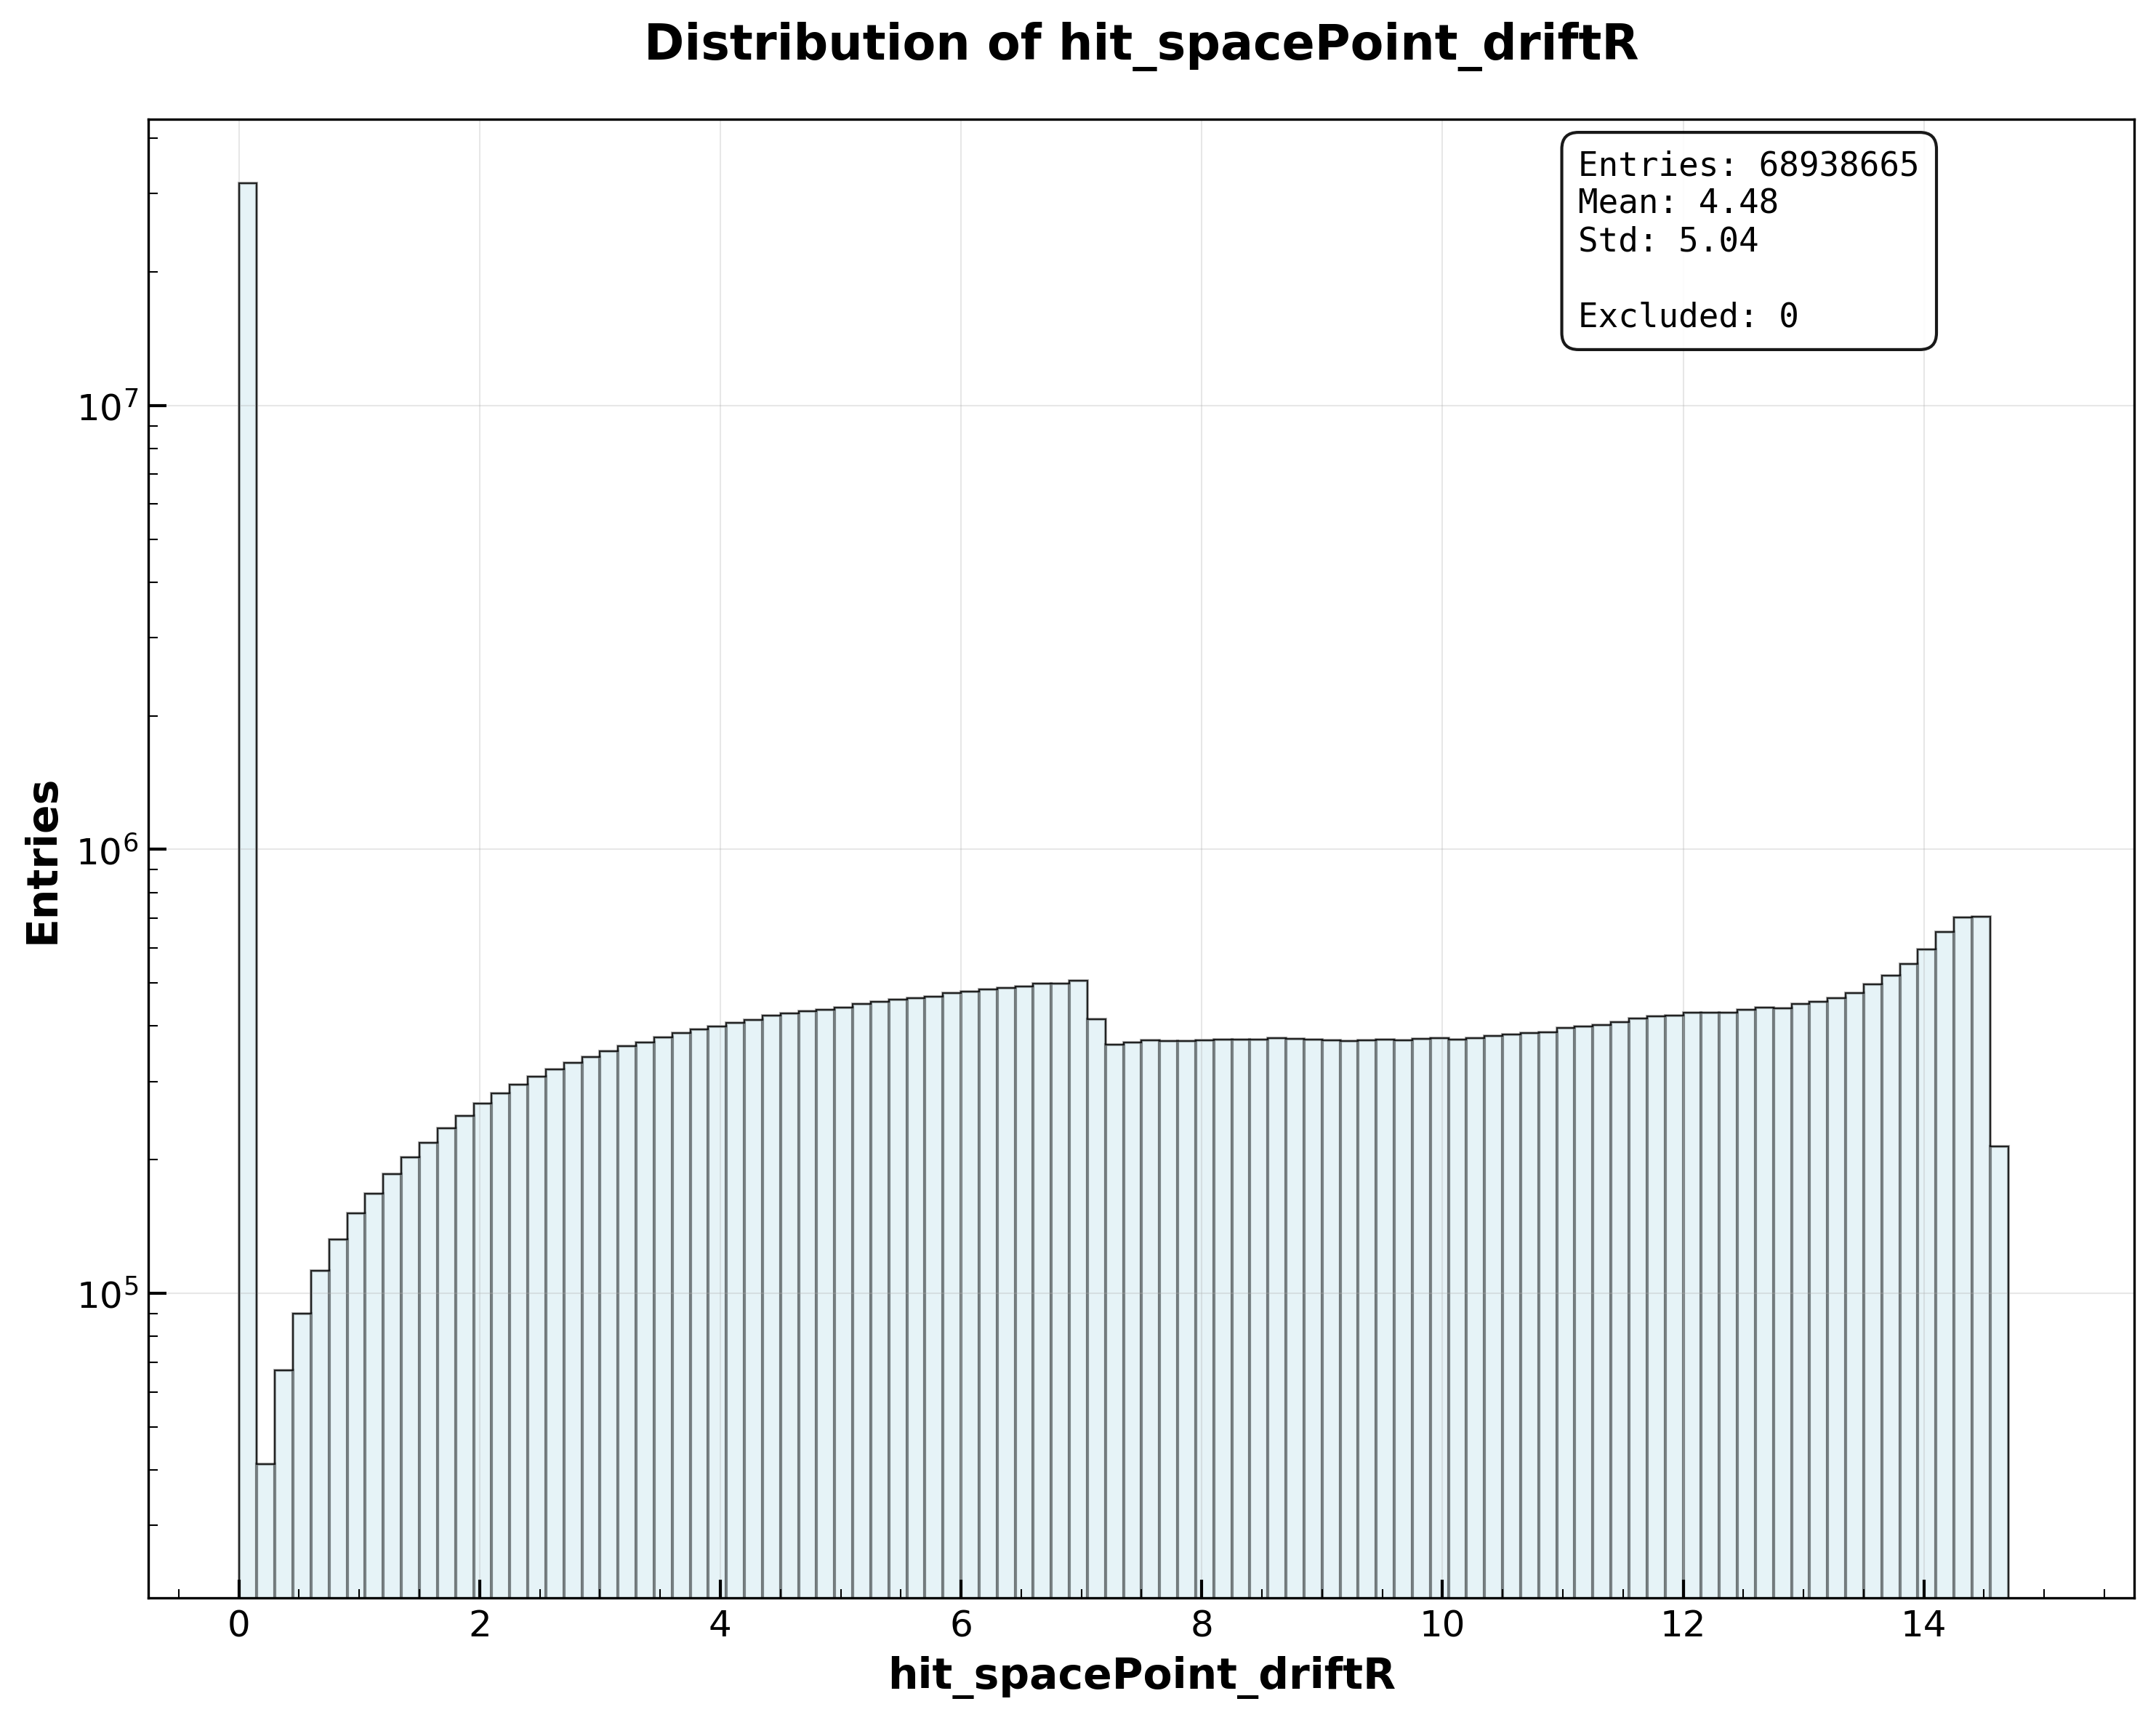 Distribution of hit_spacePoint_driftR
Entries: 68938665
Mean: 4.48
Std: 5.04
Excluded: 0
10^7
10^6
10^5
Entries
0 2 4 6 8 10 12 14
hit_spacePoint_driftR